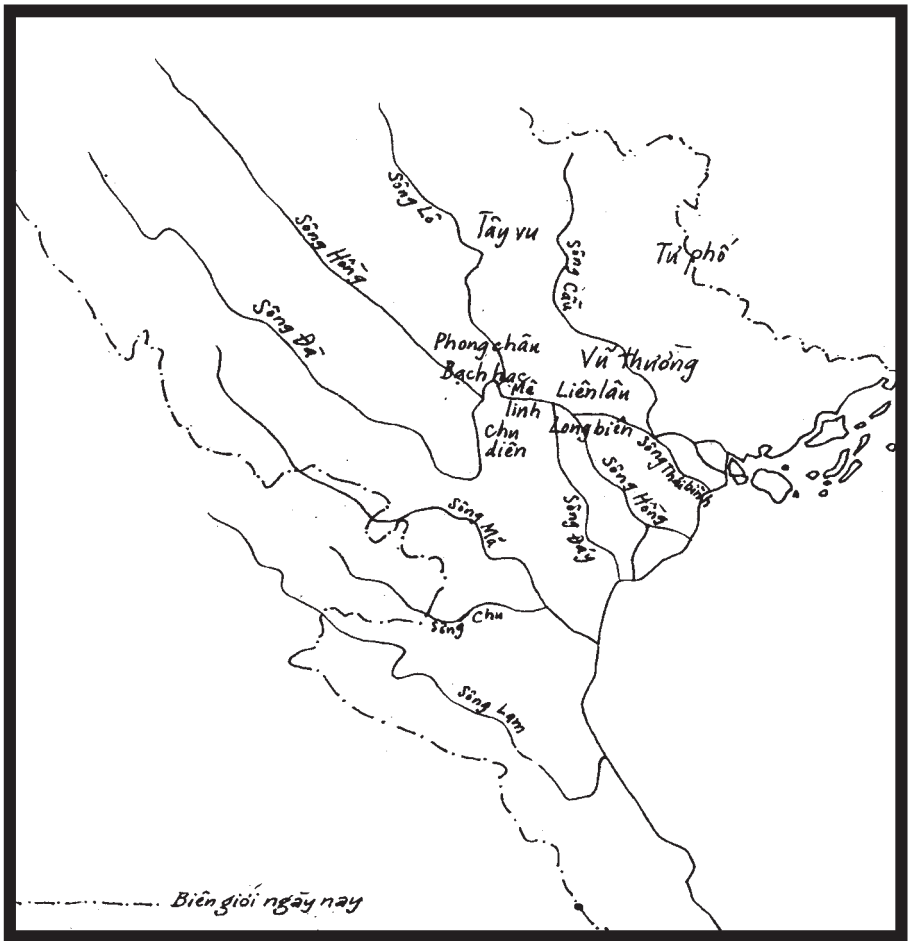 Sông Lô
Tây vu
Sông Hồng
Sông Cầu
Tư phố
Sông Đà
Phong châu
Vũ thường
Bạch hạc
Mê
linh
Liên lâu
Chu
diên
Long biên
Sông Thái bình
Sông Hồng
Sông Đáy
Sông Mã
Sông Chu
Sông Lam
Biên giới ngày nay